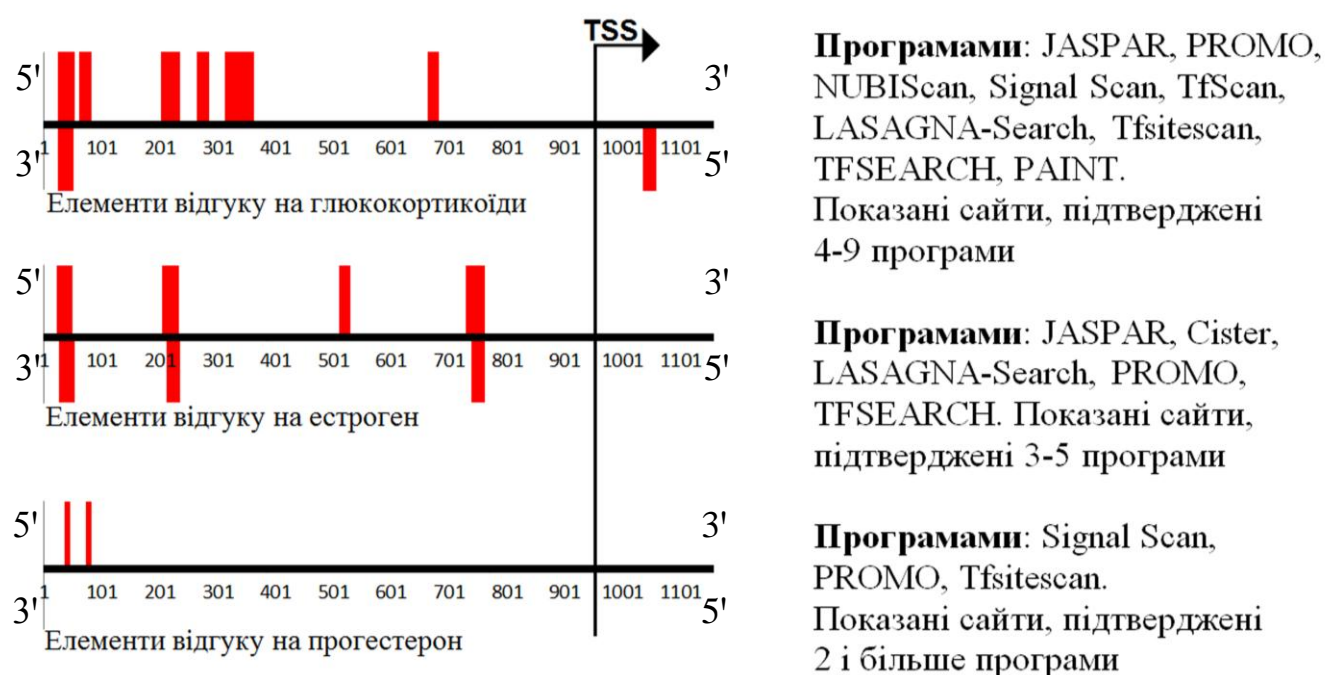 TSS
5' 3'
3' 1 101 201 301 401 501 601 701 801 901 1001 1101 5'
Елементи відгуку на глюкокортикоїди
5' 3'
3' 1 101 201 301 401 501 601 701 801 901 1001 1101 5'
Елементи відгуку на естроген
5' 3'
3' 1 101 201 301 401 501 601 701 801 901 1001 1101 5'
Елементи відгуку на прогестерон
Програмами: JASPAR, PROMO,
NUBIScan, Signal Scan, TfScan,
LASAGNA-Search, Tfsitescan,
TFSEARCH, PAINT.
Показані сайти, підтверджені
4-9 програми
Програмами: JASPAR, Cister,
LASAGNA-Search, PROMO,
TFSEARCH. Показані сайти,
підтверджені 3-5 програми
Програмами: Signal Scan,
PROMO, Tfsitescan.
Показані сайти, підтверджені
2 і більше програми